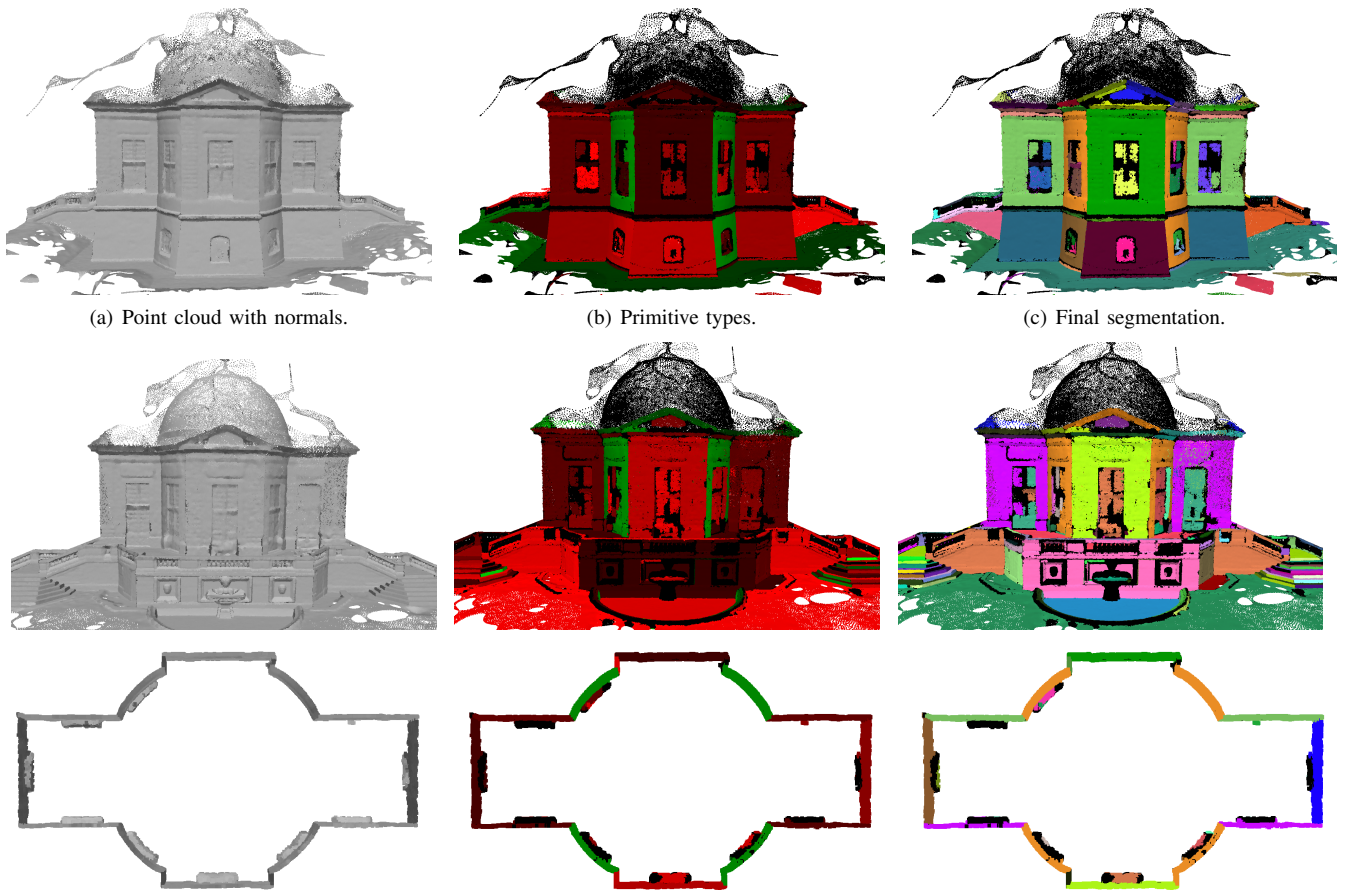 (a) Point cloud with normals.
(b) Primitive types.
(c) Final segmentation.